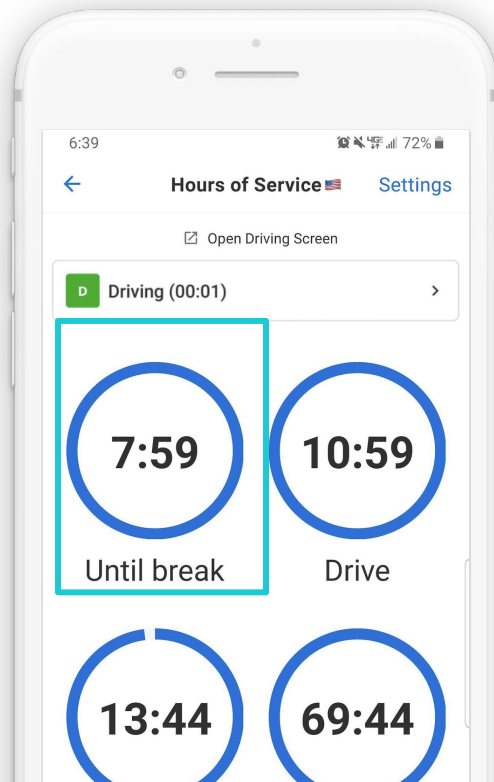 6:39 4G 72%
Hours of Service Settings
Open Driving Screen
D Driving (00:01)
7:59 10:59
Until break Drive
13:44 69:44